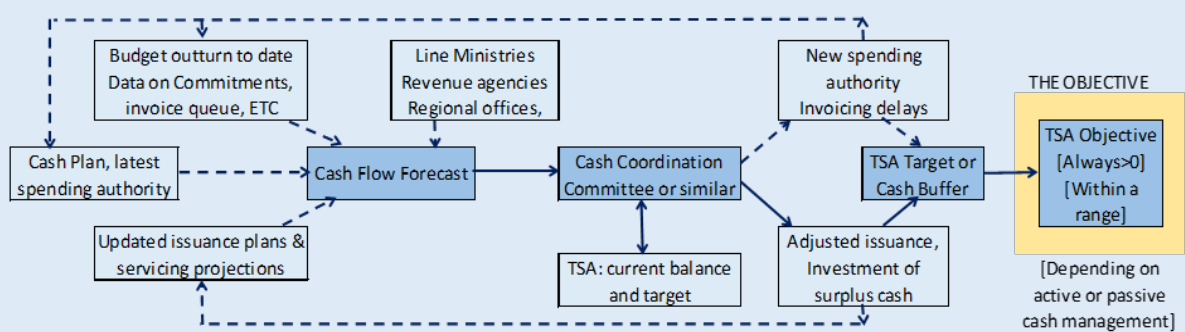 Budget outturn to date
Data on Commitments,
invoice queue, ETC
Line Ministries
Revenue agencies
Regional offices,
New spending
authority
Invoicing delays
THE OBJECTIVE
Cash Plan, latest
spending authority
Cash Flow Forecast
Cash Coordination
Committee or similar
TSA Target or
Cash Buffer
TSA Objective
[Always>0]
[Within a
range]
Updated issuance plans &
servicing projections
TSA: current balance
and target
Adjusted issuance,
Investment of
surplus cash
[Depending on
active or passive
cash management]